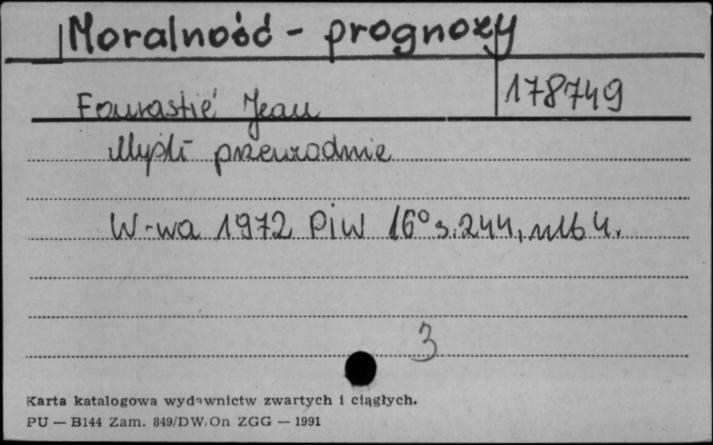 Moralność - prognozy
178749
Fourastié Jean
Myśli przewodnie
W-wa 1972 PiW 16° s. 244, nlb 4.
3
Karta katalogowa wydawnictw zwartych i ciągłych.
PU — B144 Zam. 849/DW/On ZGG — 1991